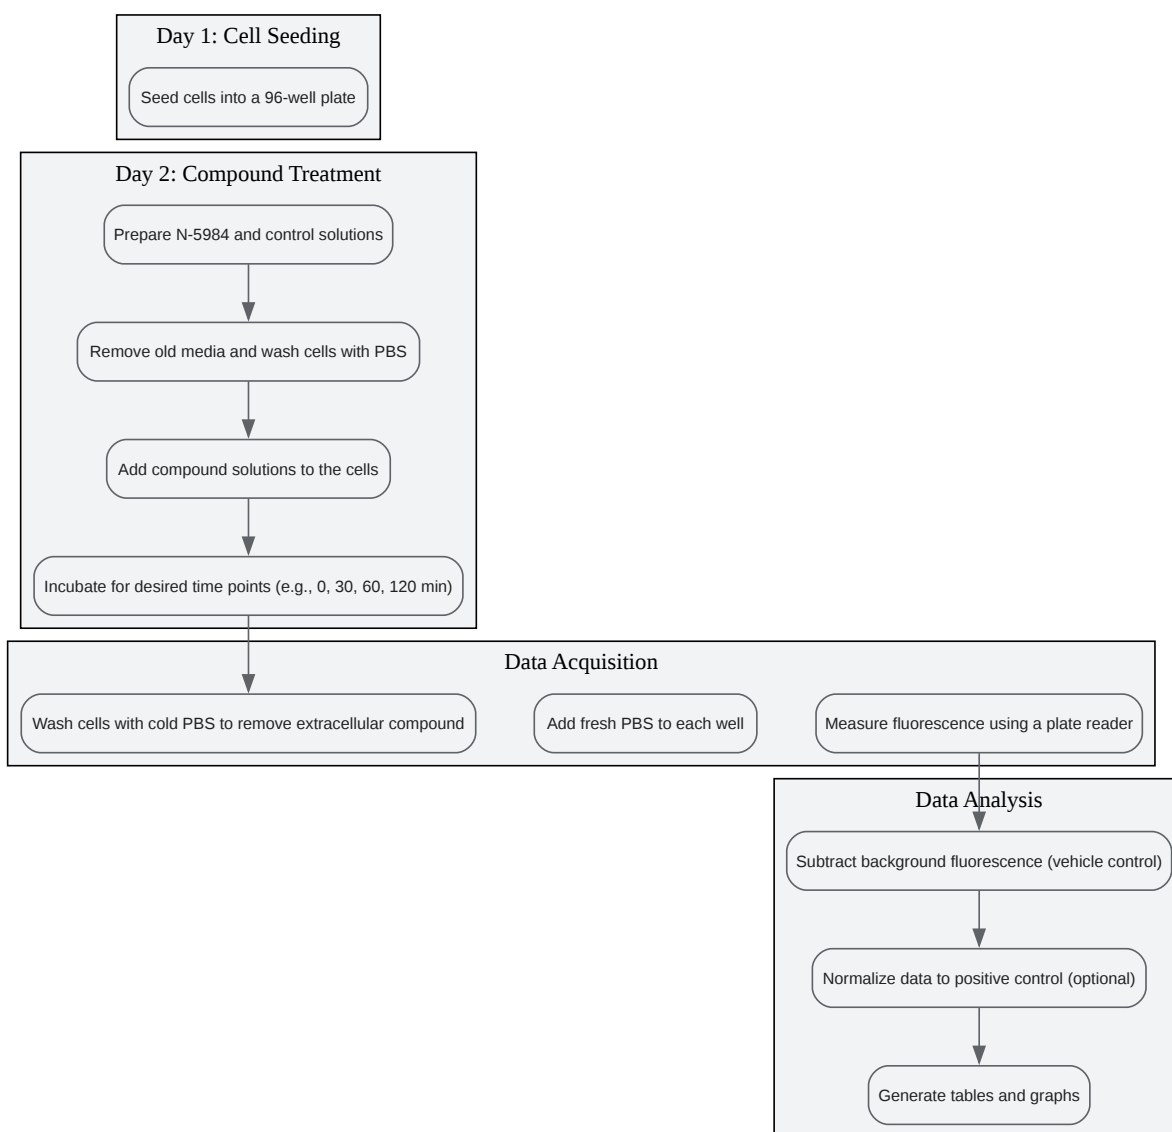 Day 1: Cell Seeding
Seed cells into a 96-well plate
Day 2: Compound Treatment
Prepare N-5984 and control solutions
Remove old media and wash cells with PBS
Add compound solutions to the cells
Incubate for desired time points (e.g., 0, 30, 60, 120 min)
Data Acquisition
Wash cells with cold PBS to remove extracellular compound
Add fresh PBS to each well
Measure fluorescence using a plate reader
Data Analysis
Subtract background fluorescence (vehicle control)
Normalize data to positive control (optional)
Generate tables and graphs